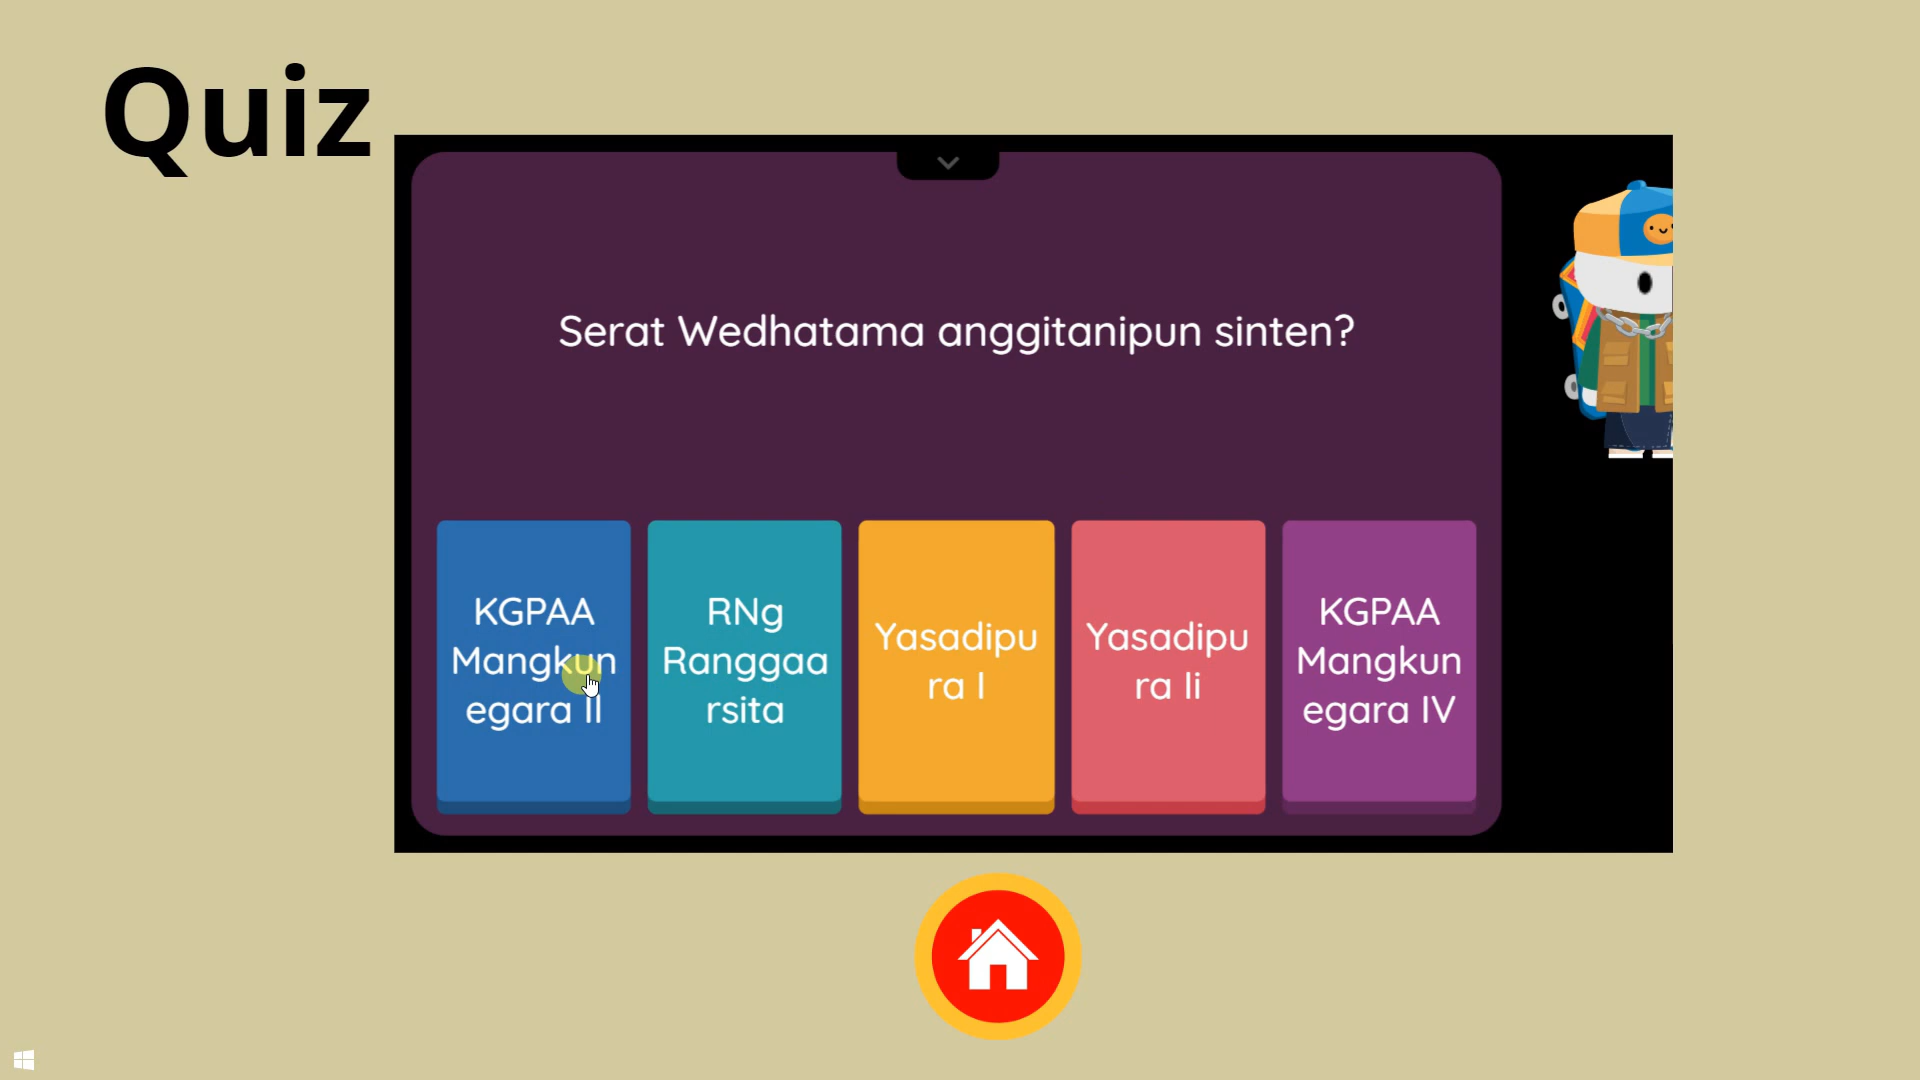 Quiz
Serat Wedhatama anggitanipun sinten?
KGPAA
Mangkun
egara II
RNg
Ranggaa
rsita
Yasadipu
ra I
Yasadipu
ra Ii
KGPAA
Mangkun
egara IV